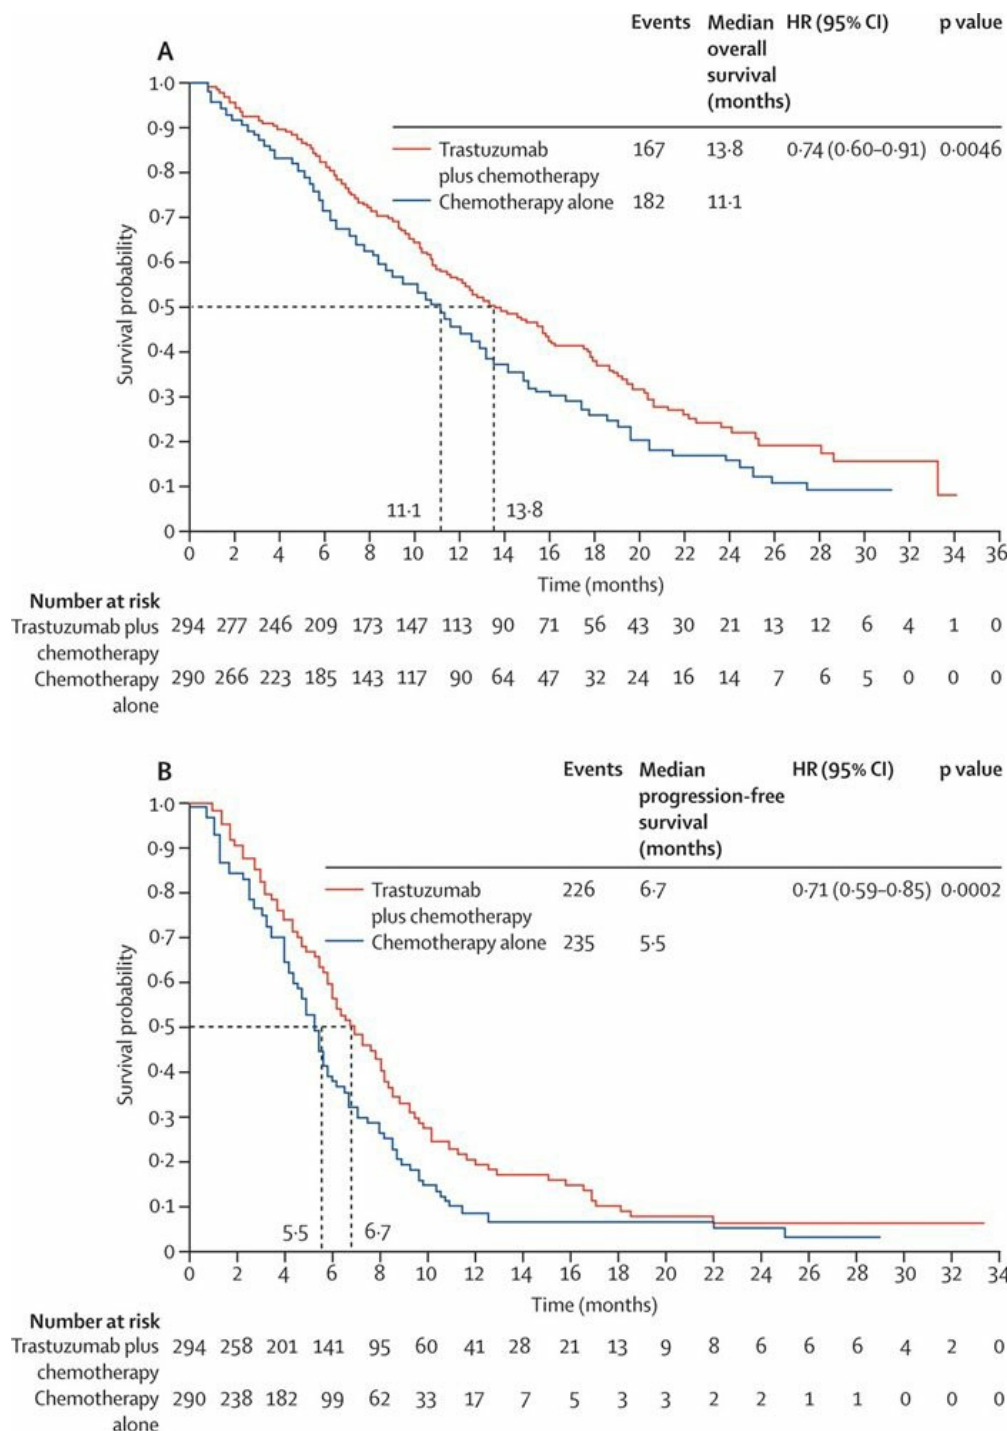 A
Events Median HR (95% CI) p value
overall
survival
(months)
Trastuzumab 167 13·8 0·74 (0·60–0·91) 0·0046
plus chemotherapy
Chemotherapy alone 182 11·1
Survival probability
1·0
0·9
0·8
0·7
0·6
0·5
0·4
0·3
0·2
0·1
0
11·1 13·8
0 2 4 6 8 10 12 14 16 18 20 22 24 26 28 30 32 34 36
Time (months)
Number at risk
Trastuzumab plus 294 277 246 209 173 147 113 90 71 56 43 30 21 13 12 6 4 1 0
chemotherapy
Chemotherapy 290 266 223 185 143 117 90 64 47 32 24 16 14 7 6 5 0 0 0
alone
B
Events Median HR (95% CI) p value
progression-free
survival
(months)
Trastuzumab 226 6·7 0·71 (0·59–0·85) 0·0002
plus chemotherapy
Chemotherapy alone 235 5·5
Survival probability
1·0
0·9
0·8
0·7
0·6
0·5
0·4
0·3
0·2
0·1
0
5·5 6·7
0 2 4 6 8 10 12 14 16 18 20 22 24 26 28 30 32 34
Time (months)
Number at risk
Trastuzumab plus 294 258 201 141 95 60 41 28 21 13 9 8 6 6 6 4 2 0
chemotherapy
Chemotherapy 290 238 182 99 62 33 17 7 5 3 3 2 2 1 1 0 0 0
alone